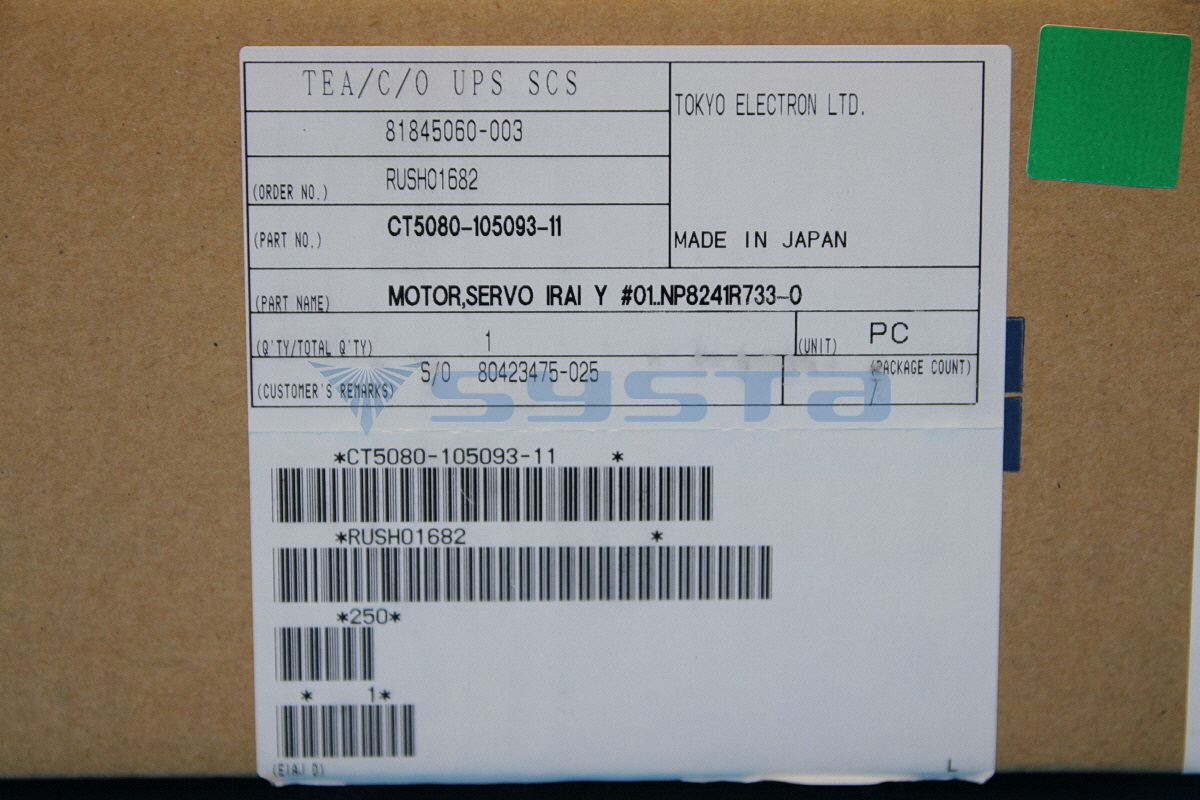 TEA/C/O UPS SCS
TOKYO ELECTRON LTD.
81845060-003
(ORDER NO.) RUSH01682
(PART NO.) CT5080-105093-11
MADE IN JAPAN
(PART NAME) MOTOR,SERVO IRAI Y #01..NP8241R733-0
(Q'TY/TOTAL Q'TY) 1
(UNIT) PC
(CUSTOMER'S REMARKS) S/O 80423475-025
(PACKAGE COUNT)
/
systa
*CT5080-105093-11 *
*RUSH01682 *
*250*
* 1*
(EIAJ D)
L